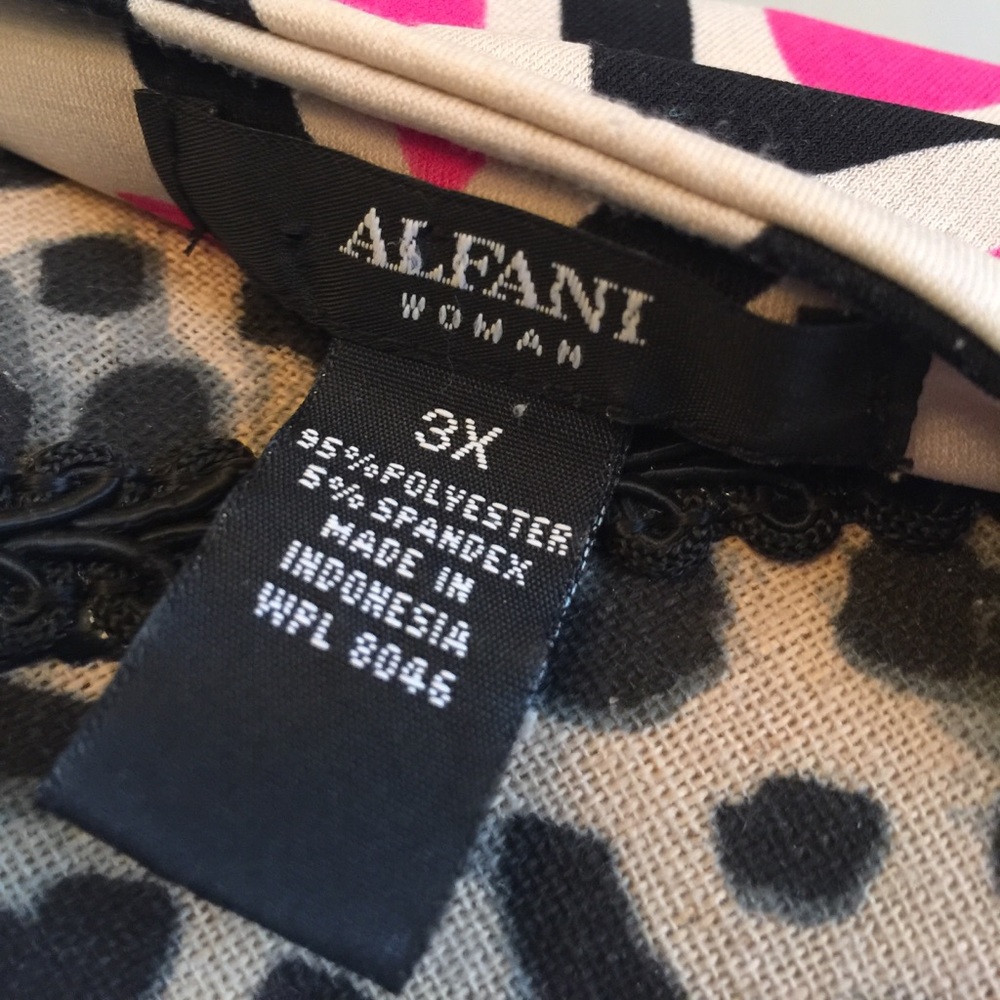 ALFANI
WOMAN
3X
95%POLYESTER
5% SPANDEX
MADE IN
INDONESIA
WPL 8046